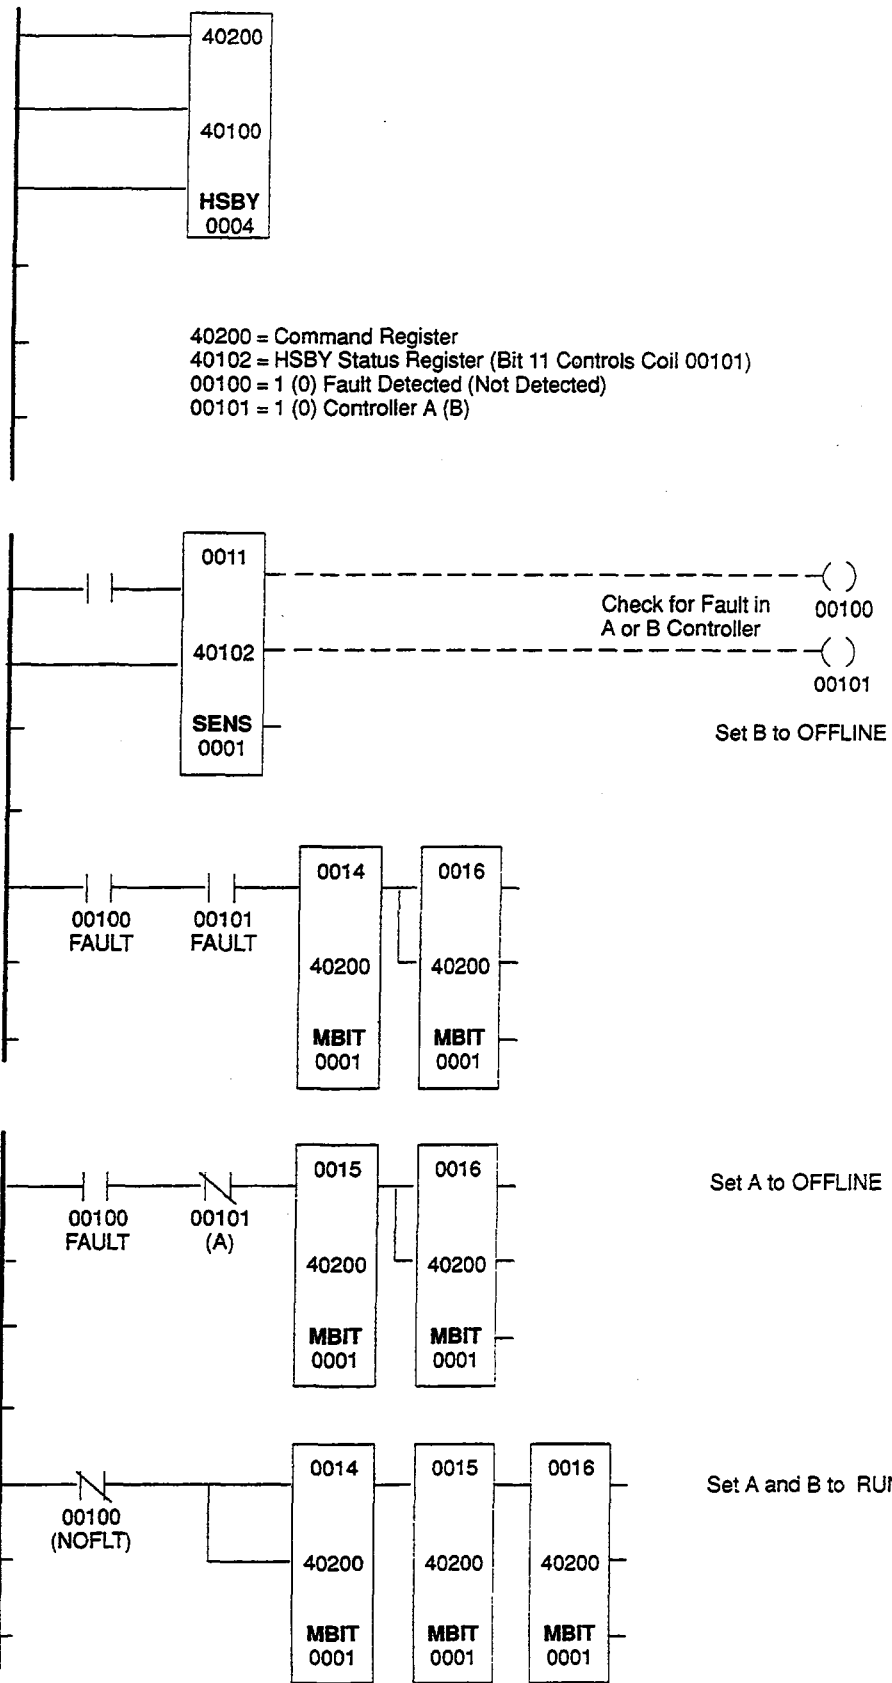 40200
40100
HSBY
0004
40200 = Command Register
40102 = HSBY Status Register (Bit 11 Controls Coil 00101)
00100 = 1 (0) Fault Detected (Not Detected)
00101 = 1 (0) Controller A (B)
0011
( )
Check for Fault in
A or B Controller
00100
40102
( )
00101
SENS
0001
Set B to OFFLINE
0014
0016
00100
FAULT
00101
FAULT
40200
40200
MBIT
0001
MBIT
0001
0015
0016
Set A to OFFLINE
00100
FAULT
00101
(A)
40200
40200
MBIT
0001
MBIT
0001
0014
0015
0016
Set A and B to RUI
00100
(NOFLT)
40200
40200
40200
MBIT
0001
MBIT
0001
MBIT
0001